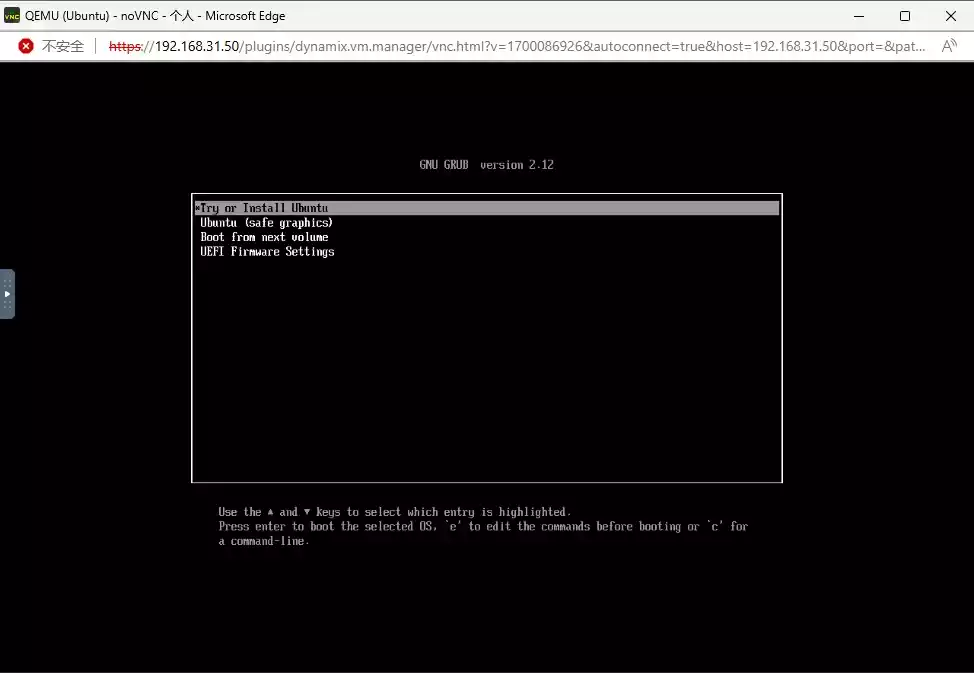 VNC QEMU (Ubuntu) - noVNC - 个人 - Microsoft Edge
不安全 https://192.168.31.50/plugins/dynamix.vm.manager/vnc.html?v=1700086926&autoconnect=true&host=192.168.31.50&port=&pat...
GNU GRUB version 2.12
*Try or Install Ubuntu
Ubuntu (safe graphics)
Boot from next volume
UEFI Firmware Settings
Use the ▲ and ▼ keys to select which entry is highlighted.
Press enter to boot the selected OS, `e' to edit the commands before booting or `c' for
a command-line.